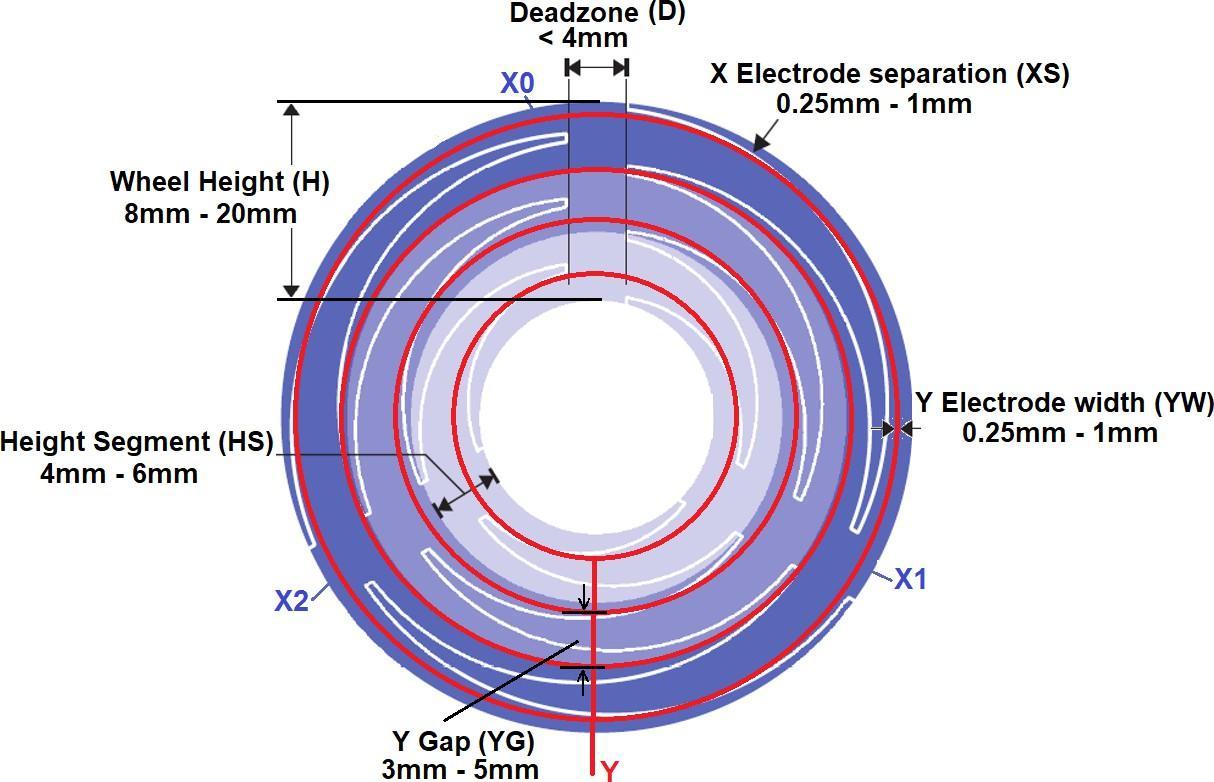 Deadzone (D)
< 4mm
X0
X Electrode separation (XS)
0.25mm - 1mm
Wheel Height (H)
8mm - 20mm
Y Electrode width (YW)
0.25mm - 1mm
Height Segment (HS)
4mm - 6mm
X2
X1
Y Gap (YG)
3mm - 5mm
Y